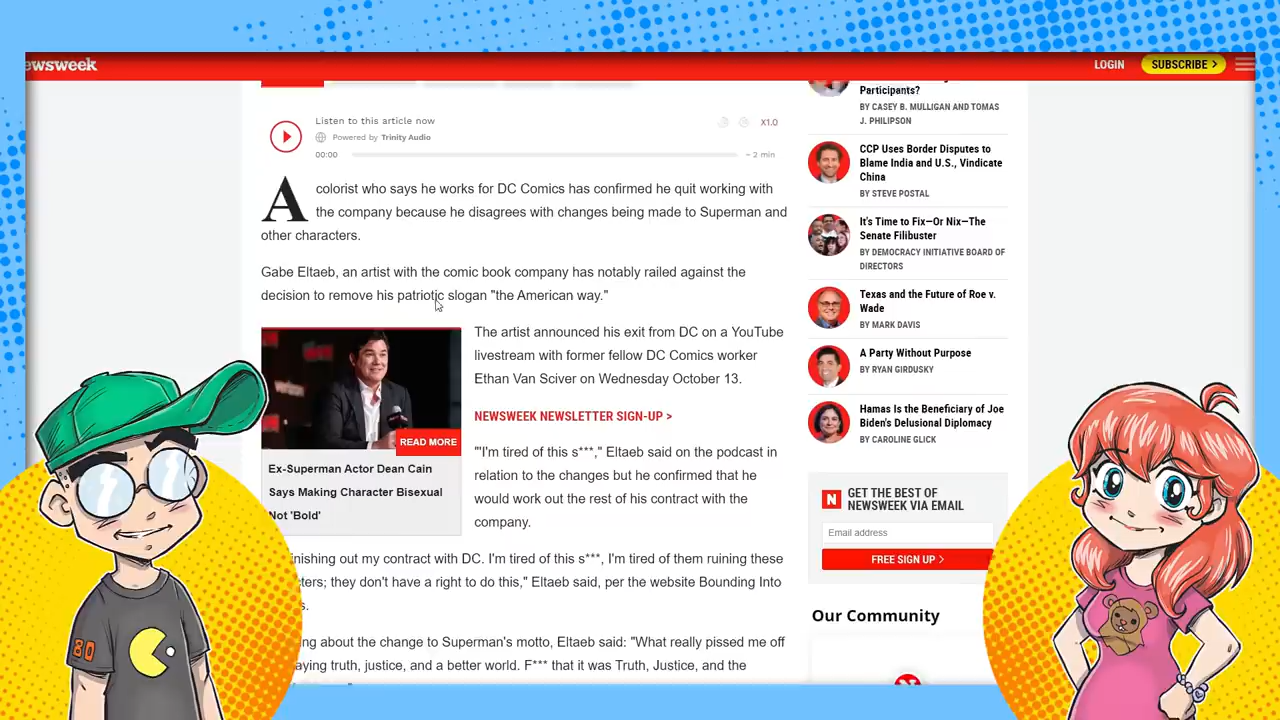 ewsweek
LOGIN
SUBSCRIBE >
Listen to this article now
Powered by Trinity Audio
00:00
~ 2 min
X1.0
A colorist who says he works for DC Comics has confirmed he quit working with
the company because he disagrees with changes being made to Superman and
other characters.
Gabe Eltaeb, an artist with the comic book company has notably railed against the
decision to remove his patriotic slogan "the American way."
READ MORE
Ex-Superman Actor Dean Cain
Says Making Character Bisexual
Not 'Bold'
The artist announced his exit from DC on a YouTube
livestream with former fellow DC Comics worker
Ethan Van Sciver on Wednesday October 13.
NEWSWEEK NEWSLETTER SIGN-UP >
"'I'm tired of this s***," Eltaeb said on the podcast in
relation to the changes but he confirmed that he
would work out the rest of his contract with the
company.
inishing out my contract with DC. I'm tired of this s***, I'm tired of them ruining these
ters; they don't have a right to do this," Eltaeb said, per the website Bounding Into
s.
ng about the change to Superman's motto, Eltaeb said: "What really pissed me off
aying truth, justice, and a better world. F*** that it was Truth, Justice, and the
Participants?
BY CASEY B. MULLIGAN AND TOMAS
J. PHILIPSON
CCP Uses Border Disputes to
Blame India and U.S., Vindicate
China
BY STEVE POSTAL
It's Time to Fix—Or Nix—The
Senate Filibuster
BY DEMOCRACY INITIATIVE BOARD OF
DIRECTORS
Texas and the Future of Roe v.
Wade
BY MARK DAVIS
A Party Without Purpose
BY RYAN GIRDUSKY
Hamas Is the Beneficiary of Joe
Biden's Delusional Diplomacy
BY CAROLINE GLICK
N
GET THE BEST OF
NEWSWEEK VIA EMAIL
Email address
FREE SIGN UP >
Our Community
80